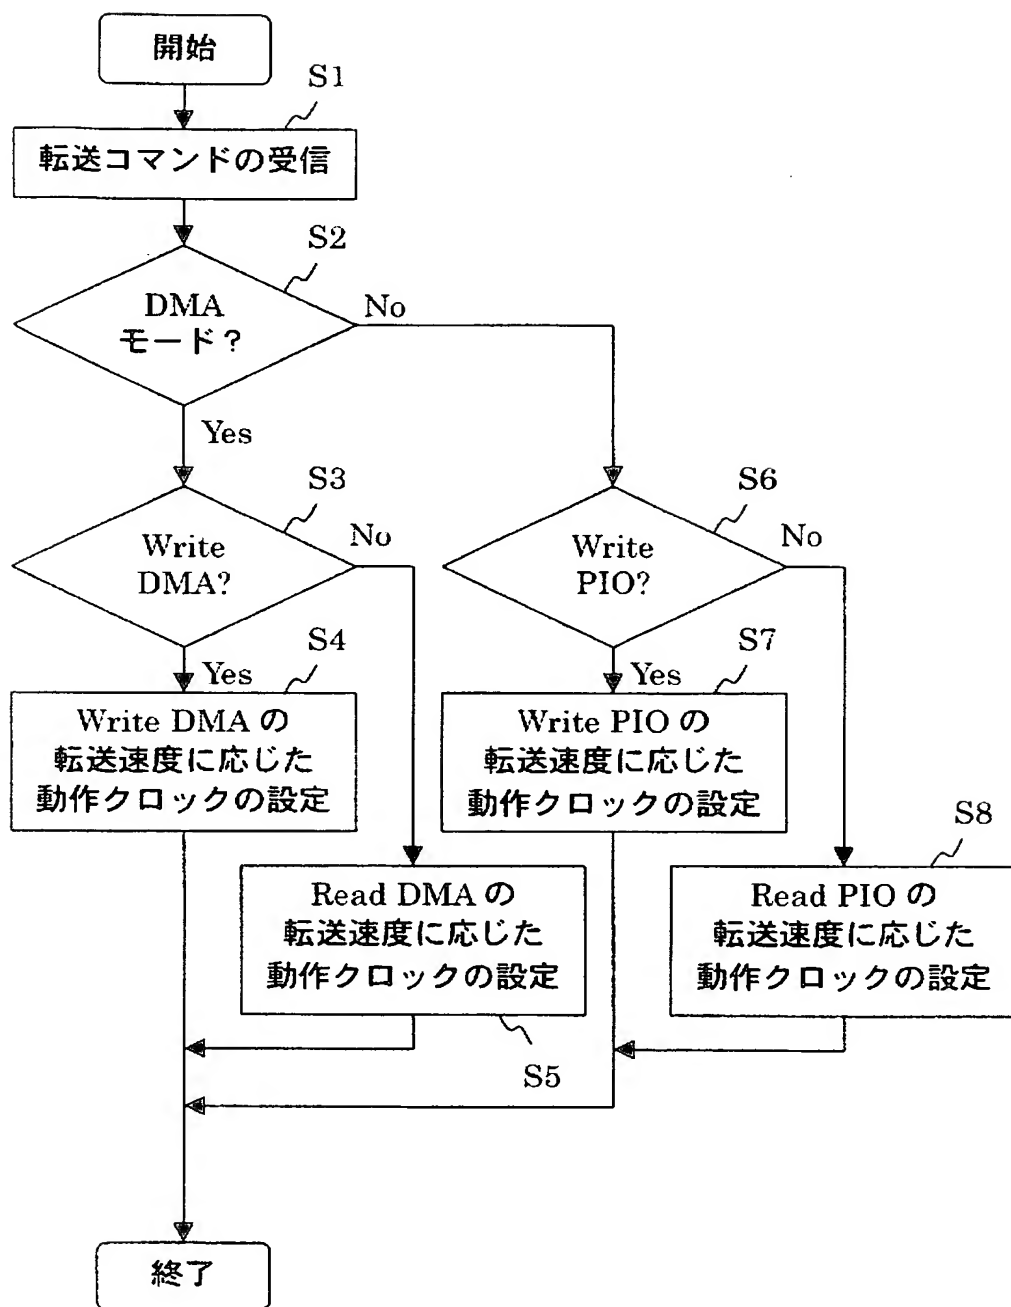 開始
S1
転送コマンドの受信
S2
DMA
モード？
No
Yes
S3
Write
DMA?
No
S6
Write
PIO?
No
S4
Yes
Write DMA の
転送速度に応じた
動作クロックの設定
S7
Yes
Write PIO の
転送速度に応じた
動作クロックの設定
Read DMA の
転送速度に応じた
動作クロックの設定
S5
S8
Read PIO の
転送速度に応じた
動作クロックの設定
終了